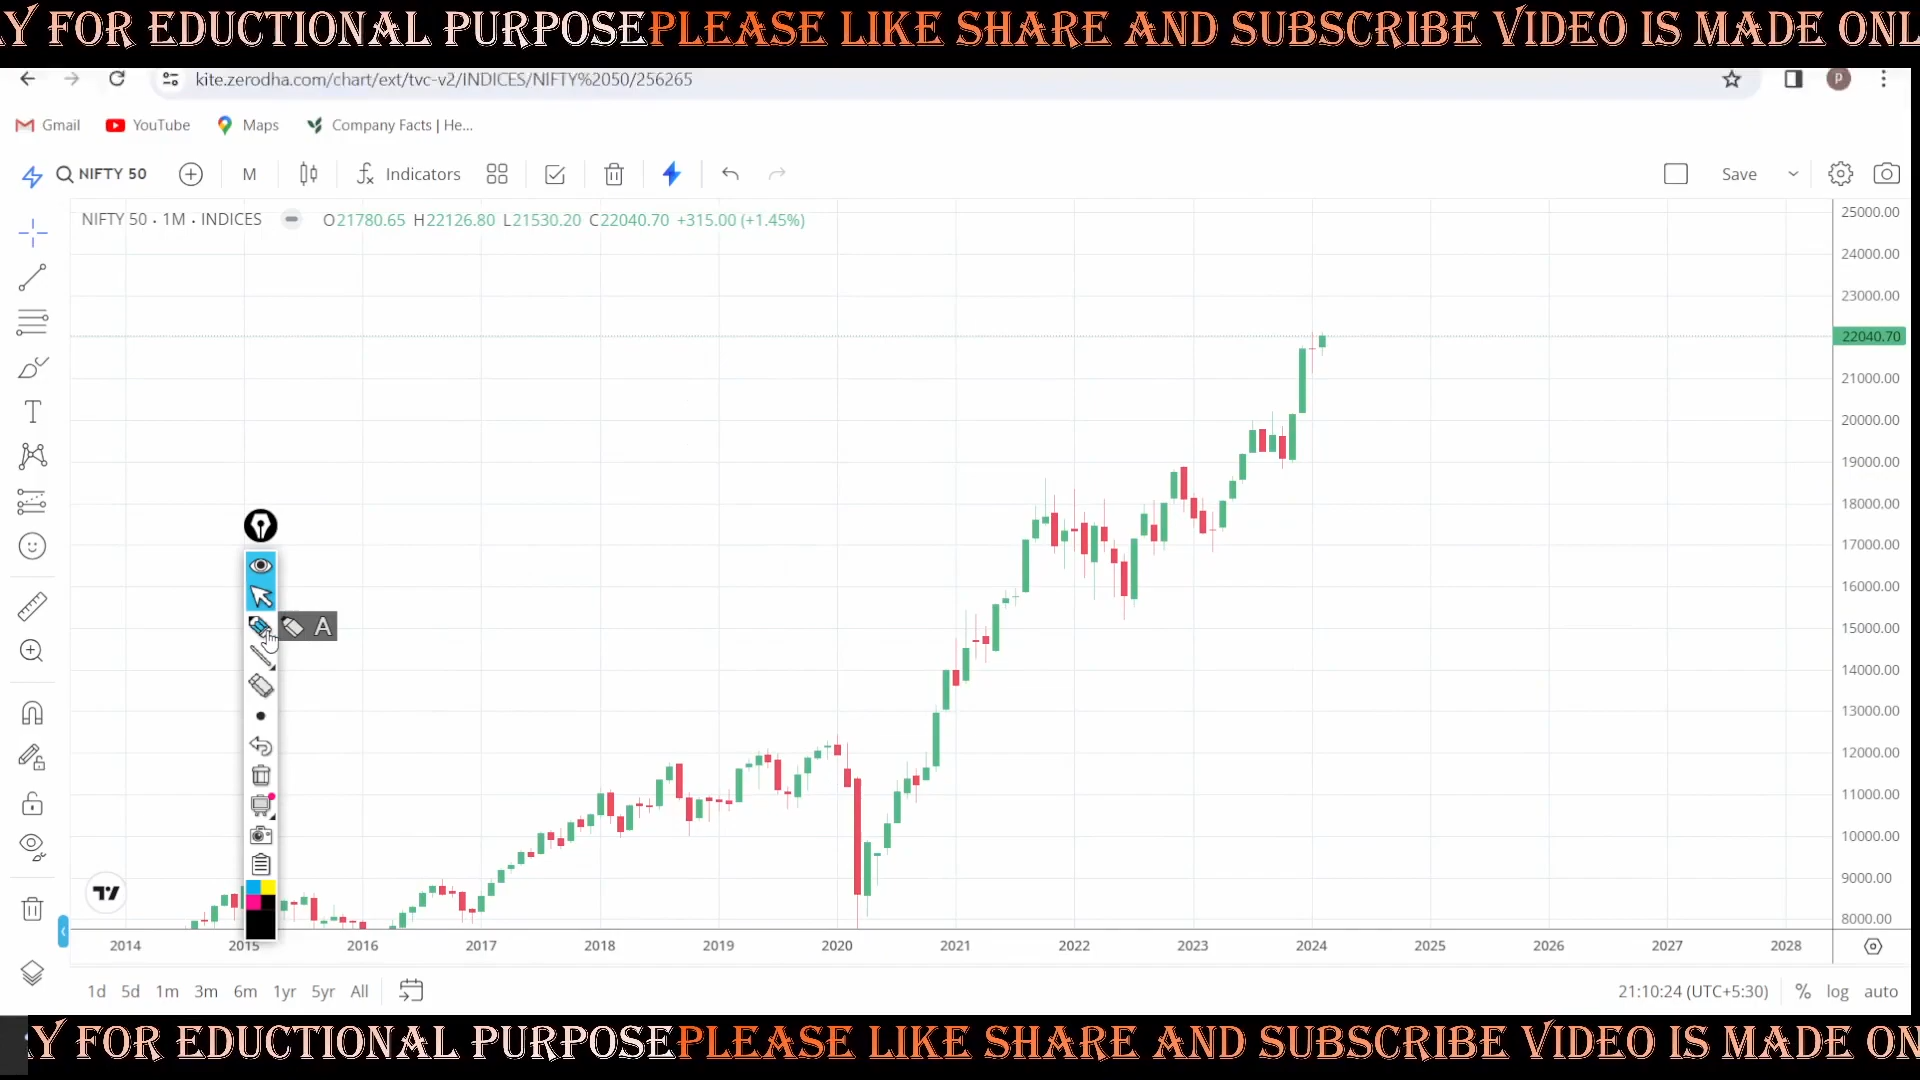 Y FOR EDUCTIONAL PURPOSEPLEASE LIKE SHARE AND SUBSCRIBE VIDEO IS MADE ONL
kite.zerodha.com/chart/ext/tvc-v2/INDICES/NIFTY%2050/256265
P
Gmail YouTube Maps Company Facts | He...
NIFTY 50 M Indicators Save
NIFTY 50 · 1M · INDICES O21780.65 H22126.80 L21530.20 C22040.70 +315.00 (+1.45%)
25000.00
24000.00
23000.00
22040.70
21000.00
20000.00
19000.00
18000.00
17000.00
16000.00
A
15000.00
14000.00
13000.00
12000.00
11000.00
10000.00
9000.00
8000.00
2014 2015 2016 2017 2018 2019 2020 2021 2022 2023 2024 2025 2026 2027 2028
1d 5d 1m 3m 6m 1yr 5yr All 21:10:24 (UTC+5:30) % log auto
Y FOR EDUCTIONAL PURPOSEPLEASE LIKE SHARE AND SUBSCRIBE VIDEO IS MADE ON